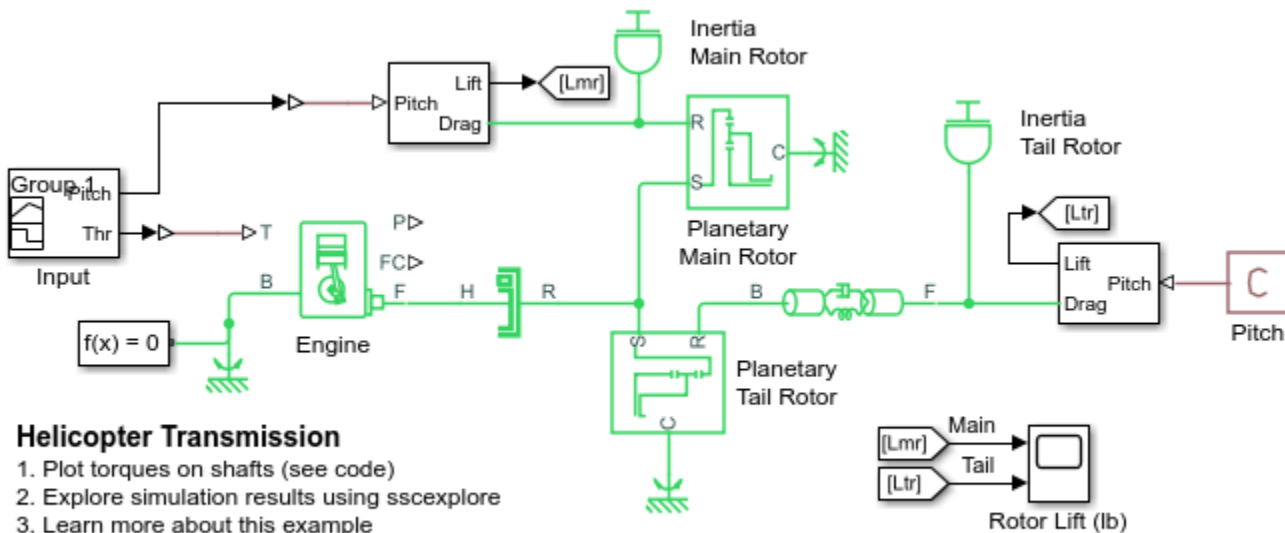 Inertia
Main Rotor
Lift
[Lmr]
Pitch
Drag
R
C
S
Planetary
Main Rotor
Inertia
Tail Rotor
[Ltr]
Lift
Pitch
Drag
C
Pitch
Group 1
Pitch
Thr
Input
T
P
FC
B
F
H
R
B
F
Engine
f(x) = 0
S
R
C
Planetary
Tail Rotor
Helicopter Transmission
1. Plot torques on shafts (see code)
2. Explore simulation results using sscexplore
3. Learn more about this example
[Lmr]
Main
[Ltr]
Tail
Rotor Lift (lb)